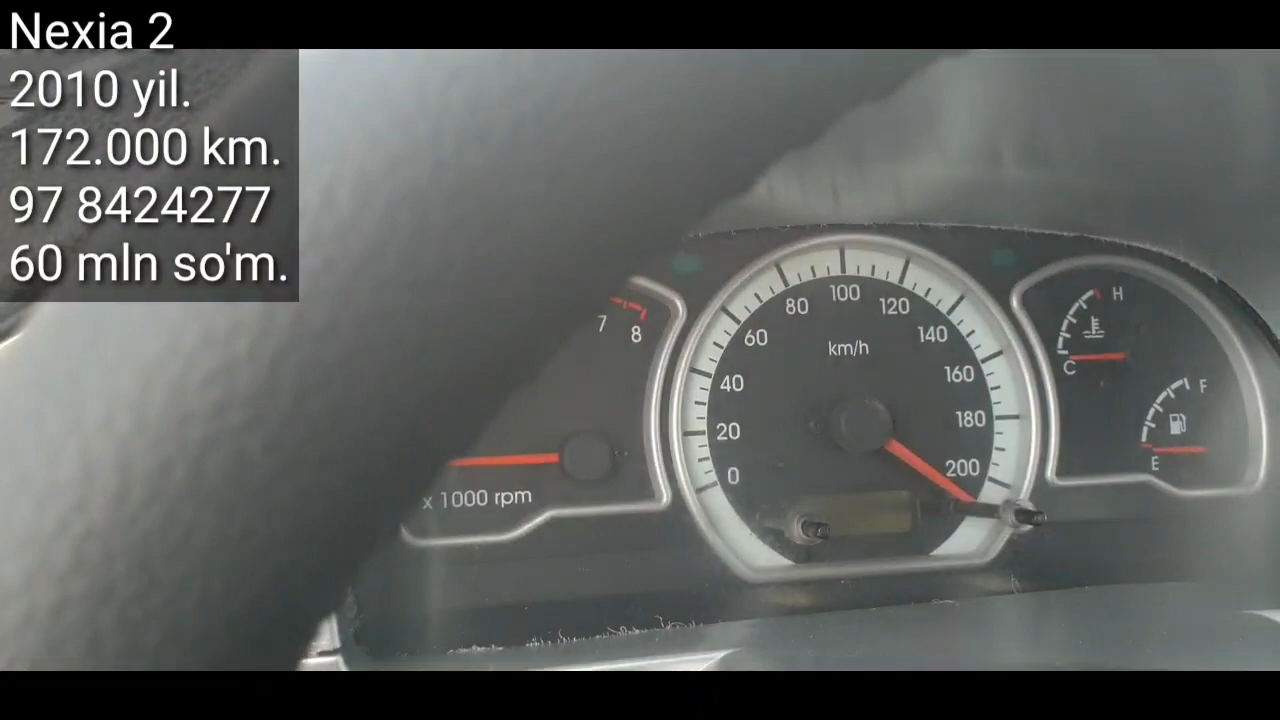 Nexia 2
2010 yil.
172.000 km.
97 8424277
60 mln so'm.
7
8
x 1000 rpm
0
20
40
60
80
100
120
140
160
180
200
km/h
H
C
F
E